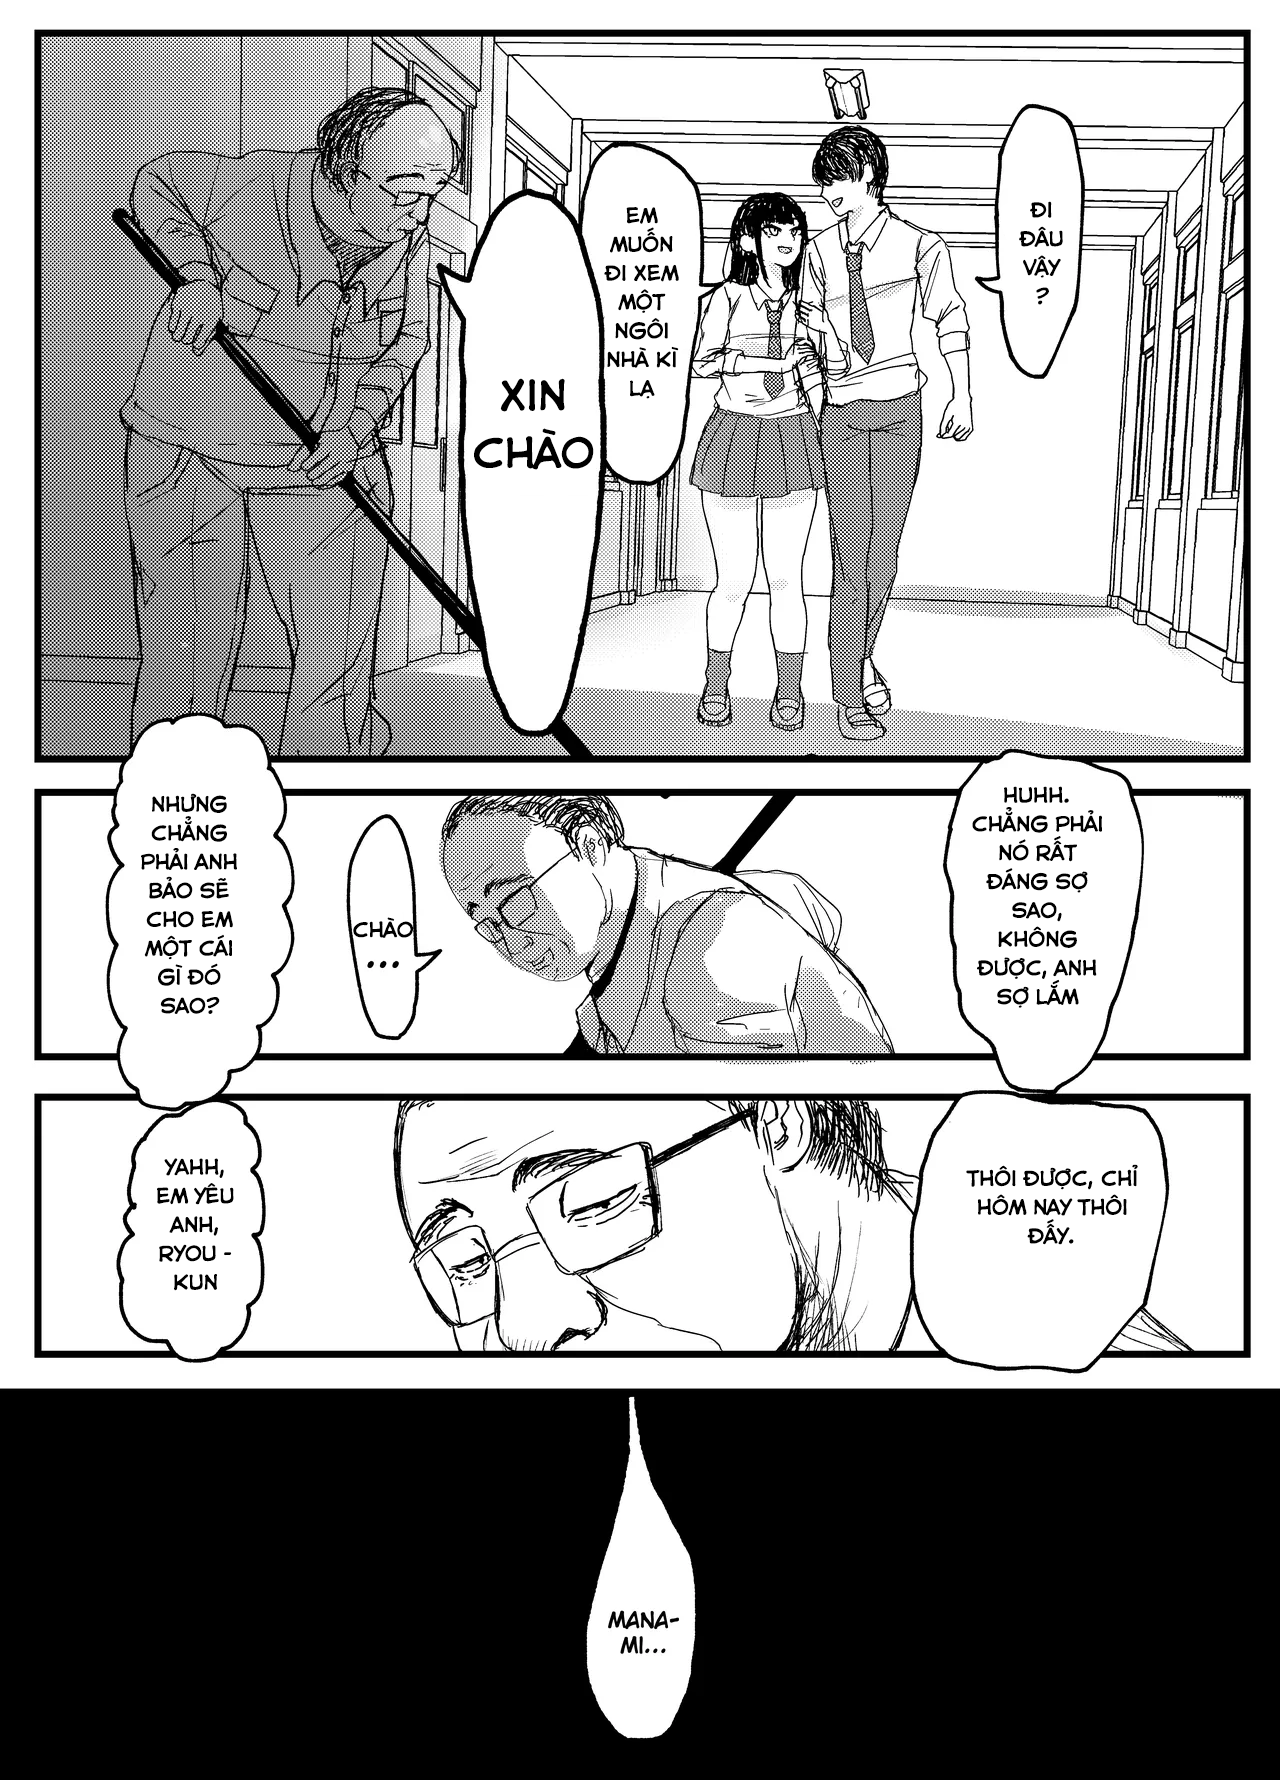 ĐI
ĐÂU
VẬY
?
EM
MUỐN
ĐI XEM
MỘT
NGÔI
NHÀ KÌ
LẠ
XIN
CHÀO
HUHH.
CHẲNG PHẢI
NÓ RẤT
ĐÁNG SỢ
SAO,
KHÔNG
ĐƯỢC, ANH
SỢ LẮM
CHÀO
...
NHƯNG
CHẲNG
PHẢI ANH
BẢO SẼ
CHO EM
MỘT CÁI
GÌ ĐÓ
SAO?
THÔI ĐƯỢC, CHỈ
HÔM NAY THÔI
ĐẤY.
YAHH,
EM YÊU
ANH,
RYOU -
KUN
MANA-
MI...